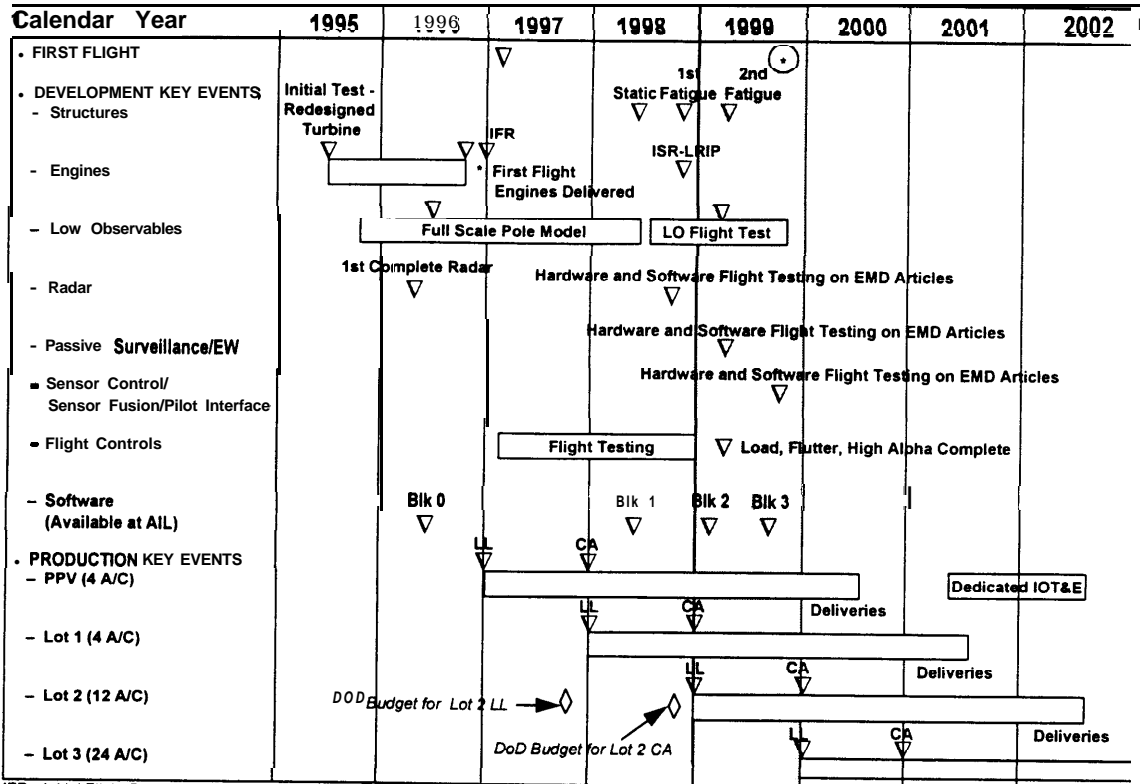 Calendar Year 1995 1996 1997 1998 1999 2000 2001 2002
• FIRST FLIGHT
*
1st 2nd
• DEVELOPMENT KEY EVENTS
Initial Test - Static Fatigue Fatigue
- Structures
Redesigned
Turbine
IFR
ISR-LRIP
- Engines
* First Flight
Engines Delivered
- Low Observables
Full Scale Pole Model
LO Flight Test
1st Complete Radar
Hardware and Software Flight Testing on EMD Articles
- Radar
Hardware and Software Flight Testing on EMD Articles
- Passive Surveillance/EW
Hardware and Software Flight Testing on EMD Articles
- Sensor Control/
Sensor Fusion/Pilot Interface
- Flight Controls
Flight Testing
Load, Flutter, High Alpha Complete
- Software
Blk 0 Blk 1 Blk 2 Blk 3
(Available at AIL)
LL CA
• PRODUCTION KEY EVENTS
- PPV (4 A/C)
Dedicated IOT&E
LL CA
Deliveries
- Lot 1 (4 A/C)
LL CA
Deliveries
- Lot 2 (12 A/C)
DOD Budget for Lot 2 LL
LL CA
Deliveries
DoD Budget for Lot 2 CA
- Lot 3 (24 A/C)